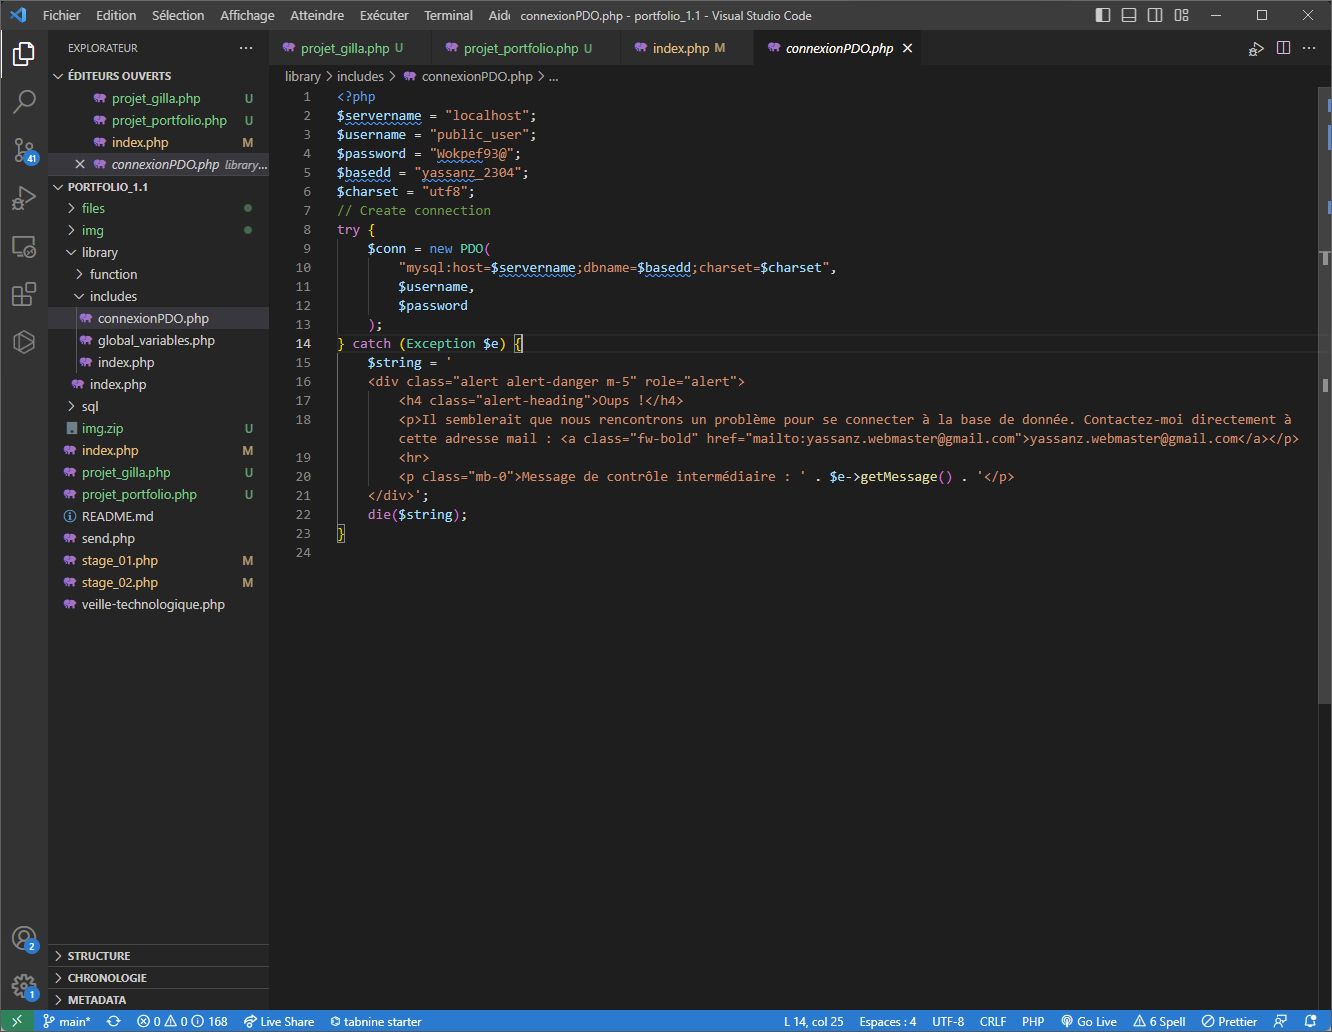 Fichier Edition Sélection Affichage Atteindre Exécuter Terminal Aide connexionPDO.php - portfolio_1.1 - Visual Studio Code
EXPLORATEUR ...
projet_gilla.php U projet_portfolio.php U index.php M connexionPDO.php
ÉDITEURS OUVERTS
projet_gilla.php U
projet_portfolio.php U
index.php M
connexionPDO.php library...
PORTFOLIO_1.1
files
img
library
function
includes
connexionPDO.php
global_variables.php
index.php
index.php
sql
img.zip U
index.php M
projet_gilla.php U
projet_portfolio.php U
README.md
send.php
stage_01.php M
stage_02.php M
veille-technologique.php
STRUCTURE
CHRONOLOGIE
METADATA
41
2
1
library > includes > connexionPDO.php > ...
1 <?php
2 $servername = "localhost";
3 $username = "public_user";
4 $password = "Wokpef93@";
5 $basedd = "yassanz_2304";
6 $charset = "utf8";
7 // Create connection
8 try {
9 $conn = new PDO(
10 "mysql:host=$servername;dbname=$basedd;charset=$charset",
11 $username,
12 $password
13 );
14 } catch (Exception $e) {
15 $string = '
16 <div class="alert alert-danger m-5" role="alert">
17 <h4 class="alert-heading">Oups !</h4>
18 <p>Il semblerait que nous rencontrons un problème pour se connecter à la base de donnée. Contactez-moi directement à
cette adresse mail : <a class="fw-bold" href="mailto:yassanz.webmaster@gmail.com">yassanz.webmaster@gmail.com</a></p>
19 <hr>
20 <p class="mb-0">Message de contrôle intermédiaire : ' . $e->getMessage() . '</p>
21 </div>';
22 die($string);
23 }
24
main* 0 0 168 Live Share tabnine starter L 14, col 25 Espaces : 4 UTF-8 CRLF PHP Go Live 6 Spell Prettier